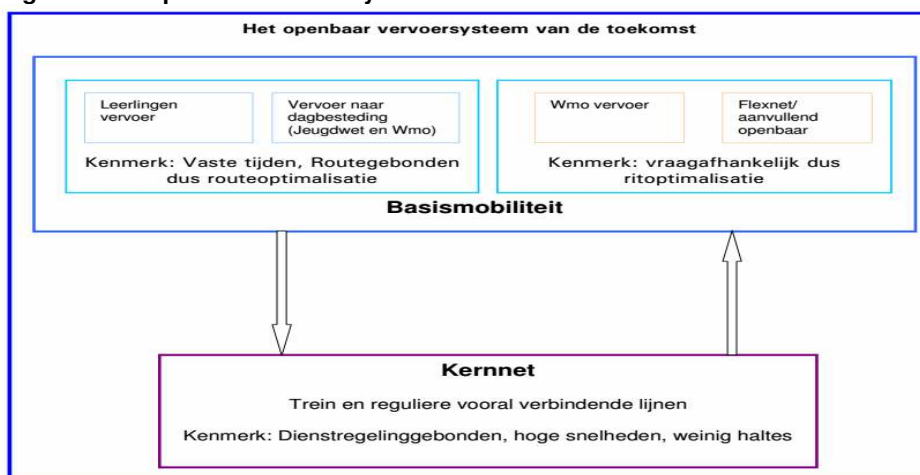 Het openbaar vervoersysteem van de toekomst
Leerlingen
vervoer
Vervoer naar
dagbesteding
(Jeugdwet en Wmo)
Kenmerk: Vaste tijden, Routegebonden
dus routeoptimalisatie
Wmo vervoer
Flexnet/
aanvullend
openbaar
Kenmerk: vraagafhankelijk dus
ritoptimalisatie
Basismobiliteit
Kernnet
Trein en reguliere vooral verbindende lijnen
Kenmerk: Dienstregelinggebonden, hoge snelheden, weinig haltes